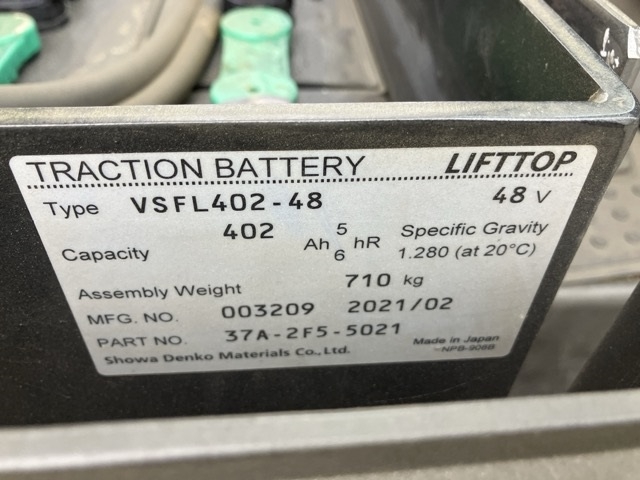 TRACTION BATTERY LIFTTOP
Type VSFL402-48 48 V
Capacity 402 Ah 5 hR Specific Gravity
6 1.280 (at 20°C)
Assembly Weight 710 kg
MFG. NO. 003209 2021/02
PART NO. 37A-2F5-5021 Made in Japan
Showa Denko Materials Co., Ltd.